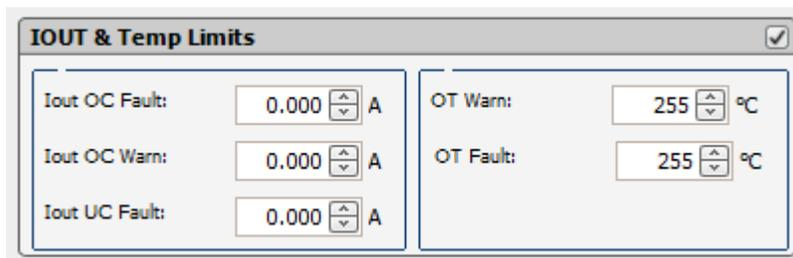 IOUT & Temp Limits
Iout OC Fault: 0.000 A
OT Warn: 255 ºC
Iout OC Warn: 0.000 A
OT Fault: 255 ºC
Iout UC Fault: 0.000 A